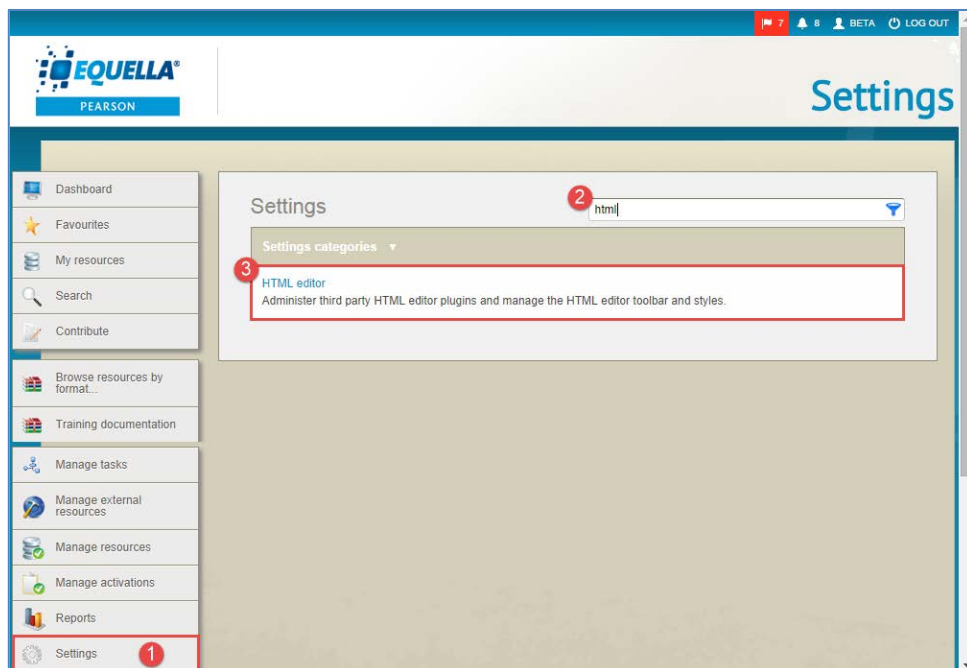 7 8 BETA LOG OUT
EQUELLA®
PEARSON
Settings
Dashboard
Favourites
My resources
Search
Contribute
Browse resources by
format...
Training documentation
Manage tasks
Manage external
resources
Manage resources
Manage activations
Reports
Settings 1
Settings
2 html
Settings categories
3
HTML editor
Administer third party HTML editor plugins and manage the HTML editor toolbar and styles.